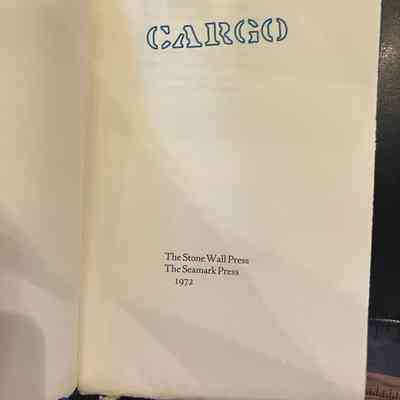 CARGO
The Stone Wall Press
The Seamark Press
1972